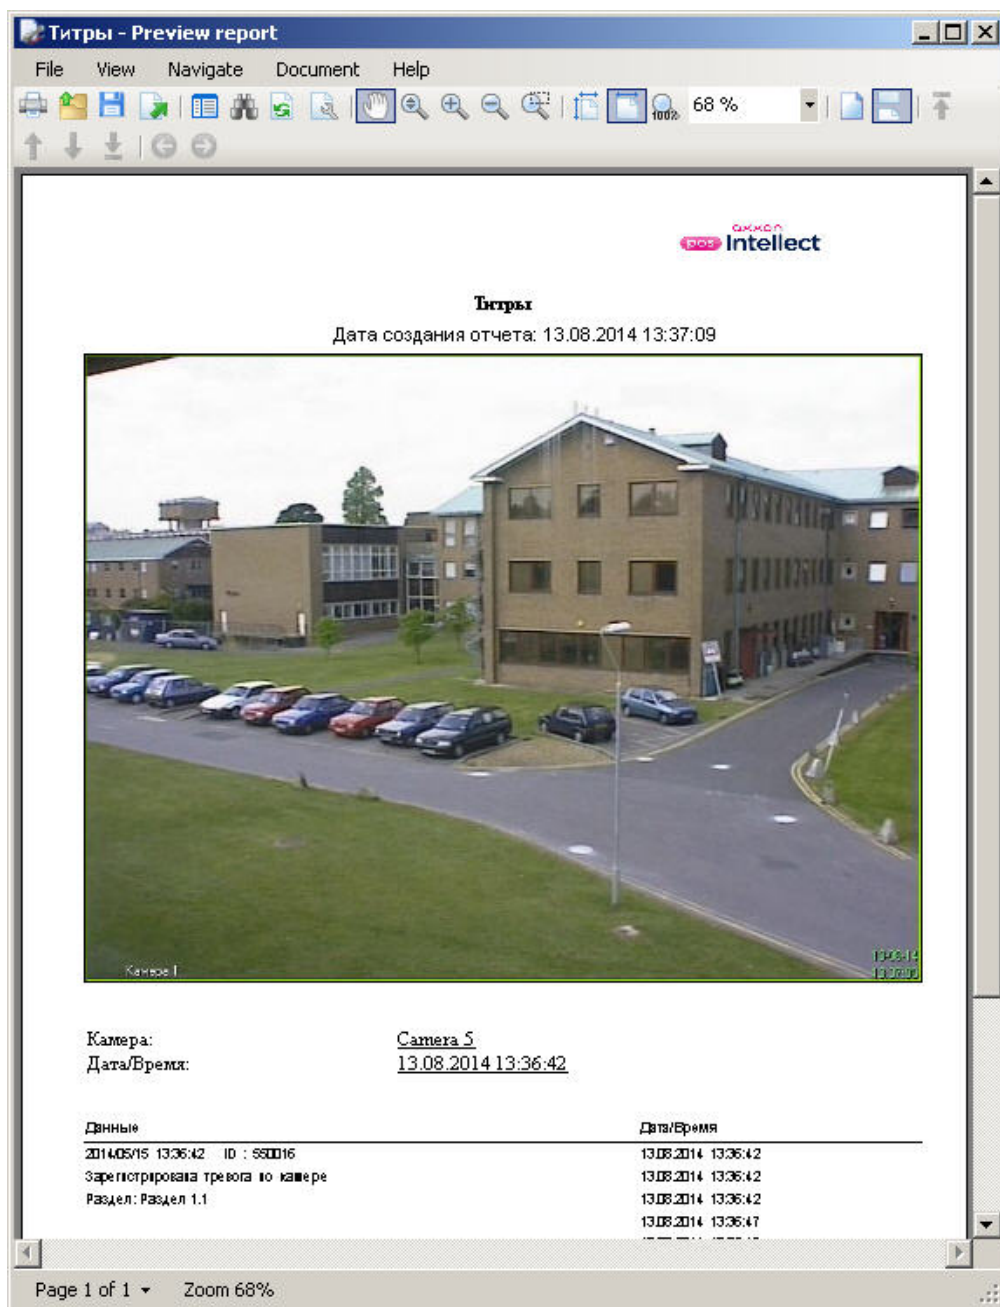 Титры - Preview report
File View Navigate Document Help
100%
68 %
axxon
pos Intellect
Титры
Дата создания отчета: 13.08.2014 13:37:09
Камера 1
Камера: Camera 5
Дата/Время: 13.08.2014 13:36:42
Данные Дата/Время
2014/05/15 13:36:42 ID : 550016 13.08.2014 13:36:42
Зарегистрирована тревога по камере 13.08.2014 13:36:42
Раздел: Раздел 1.1 13.08.2014 13:36:42
13.08.2014 13:36:47
Page 1 of 1 Zoom 68%